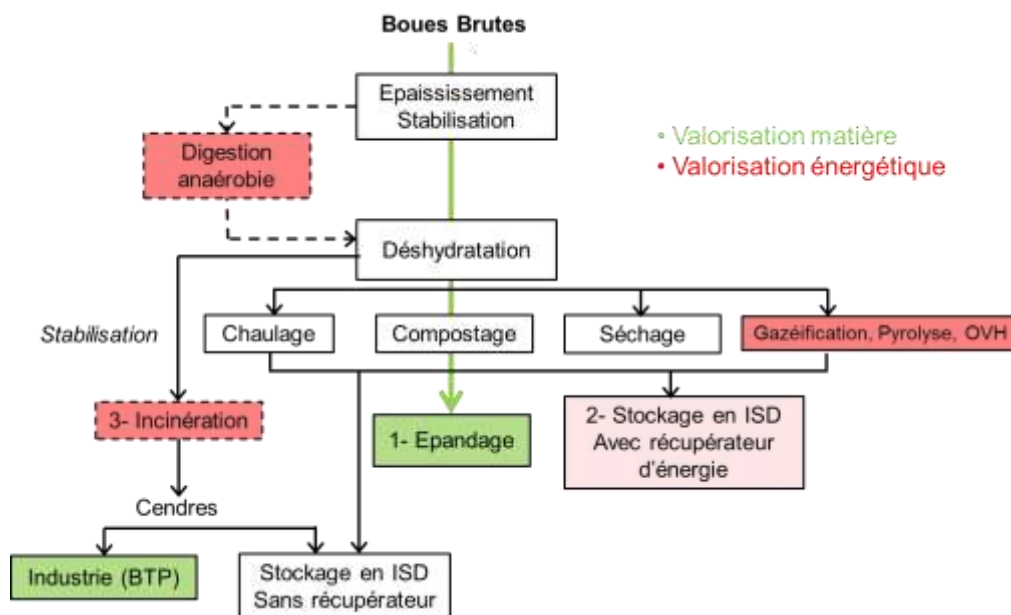 Boues Brutes
Epaississement
Stabilisation
• Valorisation matière
• Valorisation énergétique
Digestion
anaérobie
Déshydratation
Stabilisation
Chaulage
Compostage
Séchage
Gazéification, Pyrolyse, OVH
3- Incinération
1- Epandage
2- Stockage en ISD
Avec récupérateur
d'énergie
Cendres
Industrie (BTP)
Stockage en ISD
Sans récupérateur